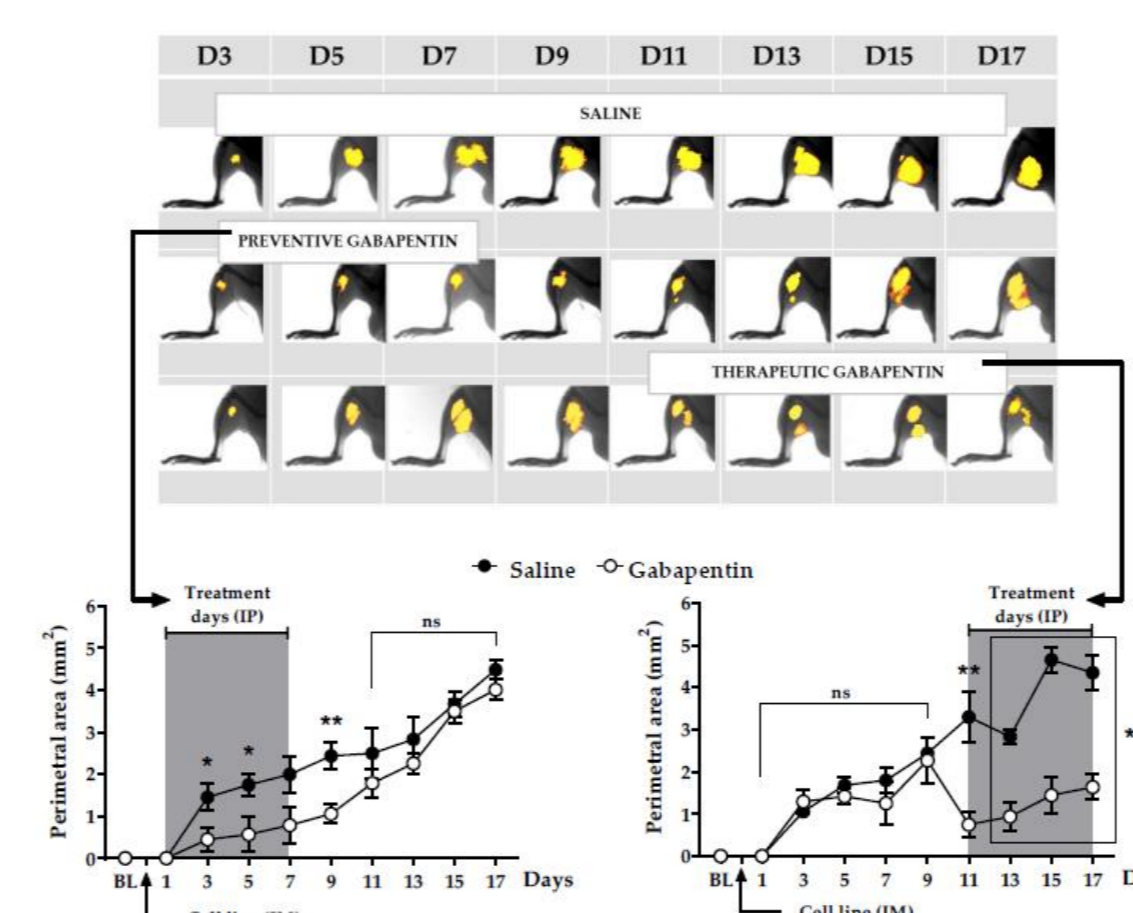 D3 D5 D7 D9 D11 D13 D15 D17
SALINE
PREVENTIVE GABAPENTIN
THERAPEUTIC GABAPENTIN
Saline Gabapentin
Treatment
days (IP)
ns
Perimetral area (mm²)
6
5
4
3
2
1
0
* * **
BL 1 3 5 7 9 11 13 15 17 Days
Treatment
days (IP)
ns
**
*
Perimetral area (mm²)
6
5
4
3
2
1
0
BL 1 3 5 7 9 11 13 15 17 D
Cell line (IM)